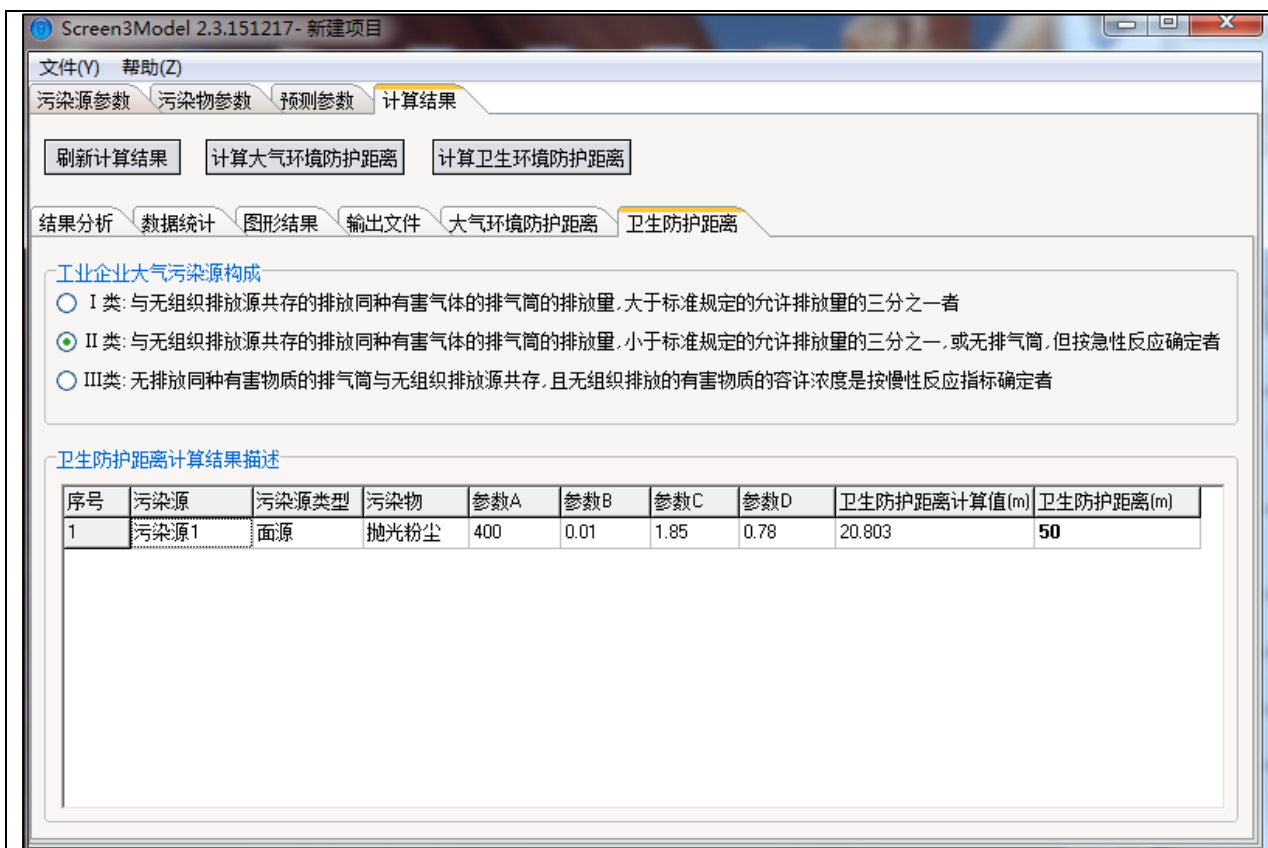 Screen3Model 2.3.151217- 新建项目
文件(Y) 帮助(Z)
污染源参数 污染物参数 预测参数 计算结果
刷新计算结果 计算大气环境防护距离 计算卫生环境防护距离
结果分析 数据统计 图形结果 输出文件 大气环境防护距离 卫生防护距离
工业企业大气污染源构成
I 类: 与无组织排放源共存的排放同种有害气体的排气筒的排放量,大于标准规定的允许排放量的三分之一者
II 类: 与无组织排放源共存的排放同种有害气体的排气筒的排放量,小于标准规定的允许排放量的三分之一,或无排气筒,但按急性反应确定者
III类: 无排放同种有害物质的排气筒与无组织排放源共存,且无组织排放的有害物质的容许浓度是按慢性反应指标确定者
卫生防护距离计算结果描述
序号 污染源 污染源类型 污染物 参数A 参数B 参数C 参数D 卫生防护距离计算值(m) 卫生防护距离(m)
1 污染源1 面源 抛光粉尘 400 0.01 1.85 0.78 20.803 50